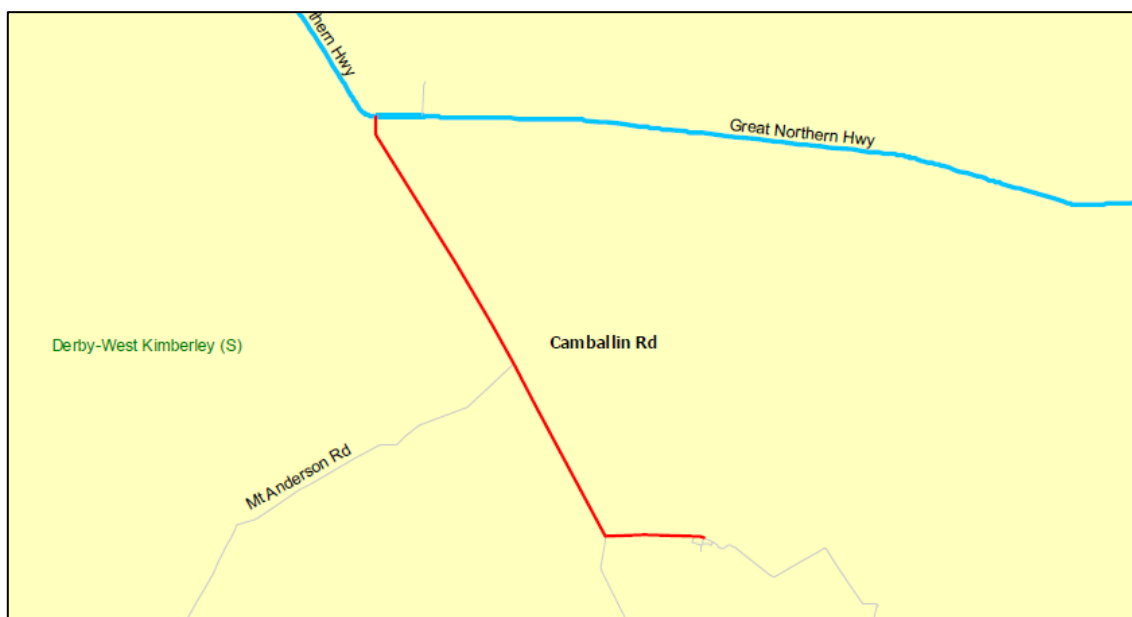 thern Hwy
Great Northern Hwy
Derby-West Kimberley (S)
Camballin Rd
Mt Anderson Rd